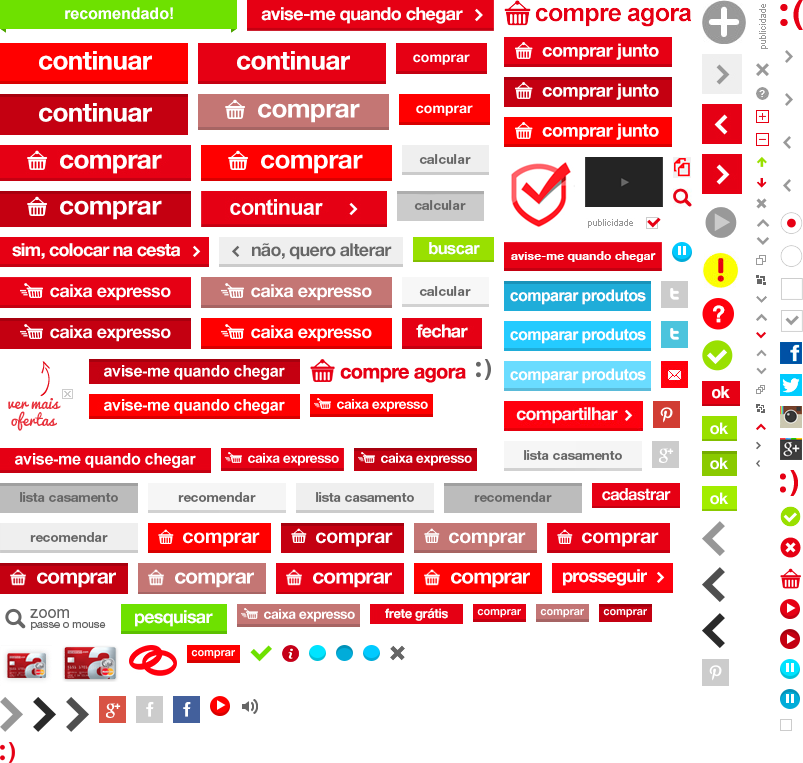 recomendado!
avise-me quando chegar
compre agora
publicidade
:(
continuar
continuar
comprar
comprar junto
continuar
comprar
comprar
comprar junto
comprar junto
comprar
comprar
calcular
comprar
continuar
calcular
publicidade
sim, colocar na cesta
não, quero alterar
buscar
avise-me quando chegar
caixa expresso
caixa expresso
calcular
comparar produtos
caixa expresso
caixa expresso
fechar
comparar produtos
ver mais
ofertas
avise-me quando chegar
compre agora
:)
comparar produtos
avise-me quando chegar
caixa expresso
compartilhar
ok
ok
avise-me quando chegar
caixa expresso
caixa expresso
lista casamento
g+
g+
ok
lista casamento
recomendar
lista casamento
recomendar
cadastrar
ok
:)
recomendar
comprar
comprar
comprar
comprar
comprar
comprar
comprar
comprar
prosseguir
zoom
passe o mouse
pesquisar
caixa expresso
frete grátis
comprar
comprar
comprar
comprar
i
g+
f
f
:)